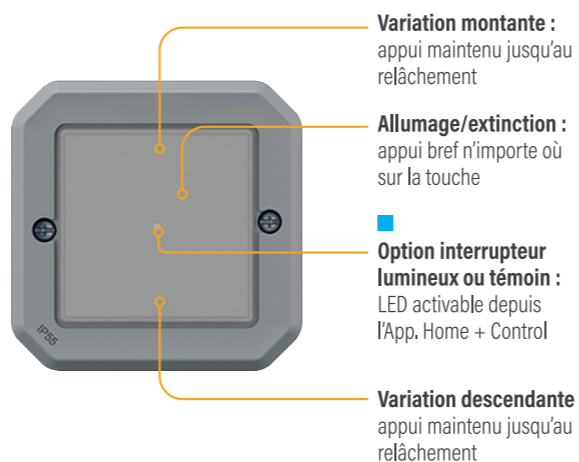 Variation montante :
appui maintenu jusqu'au
relâchement
Allumage/extinction :
appui bref n'importe où
sur la touche
Option interrupteur
lumineux ou témoin :
LED activable depuis
l'App. Home + Control
Variation descendante
appui maintenu jusqu'au
relâchement
IP55